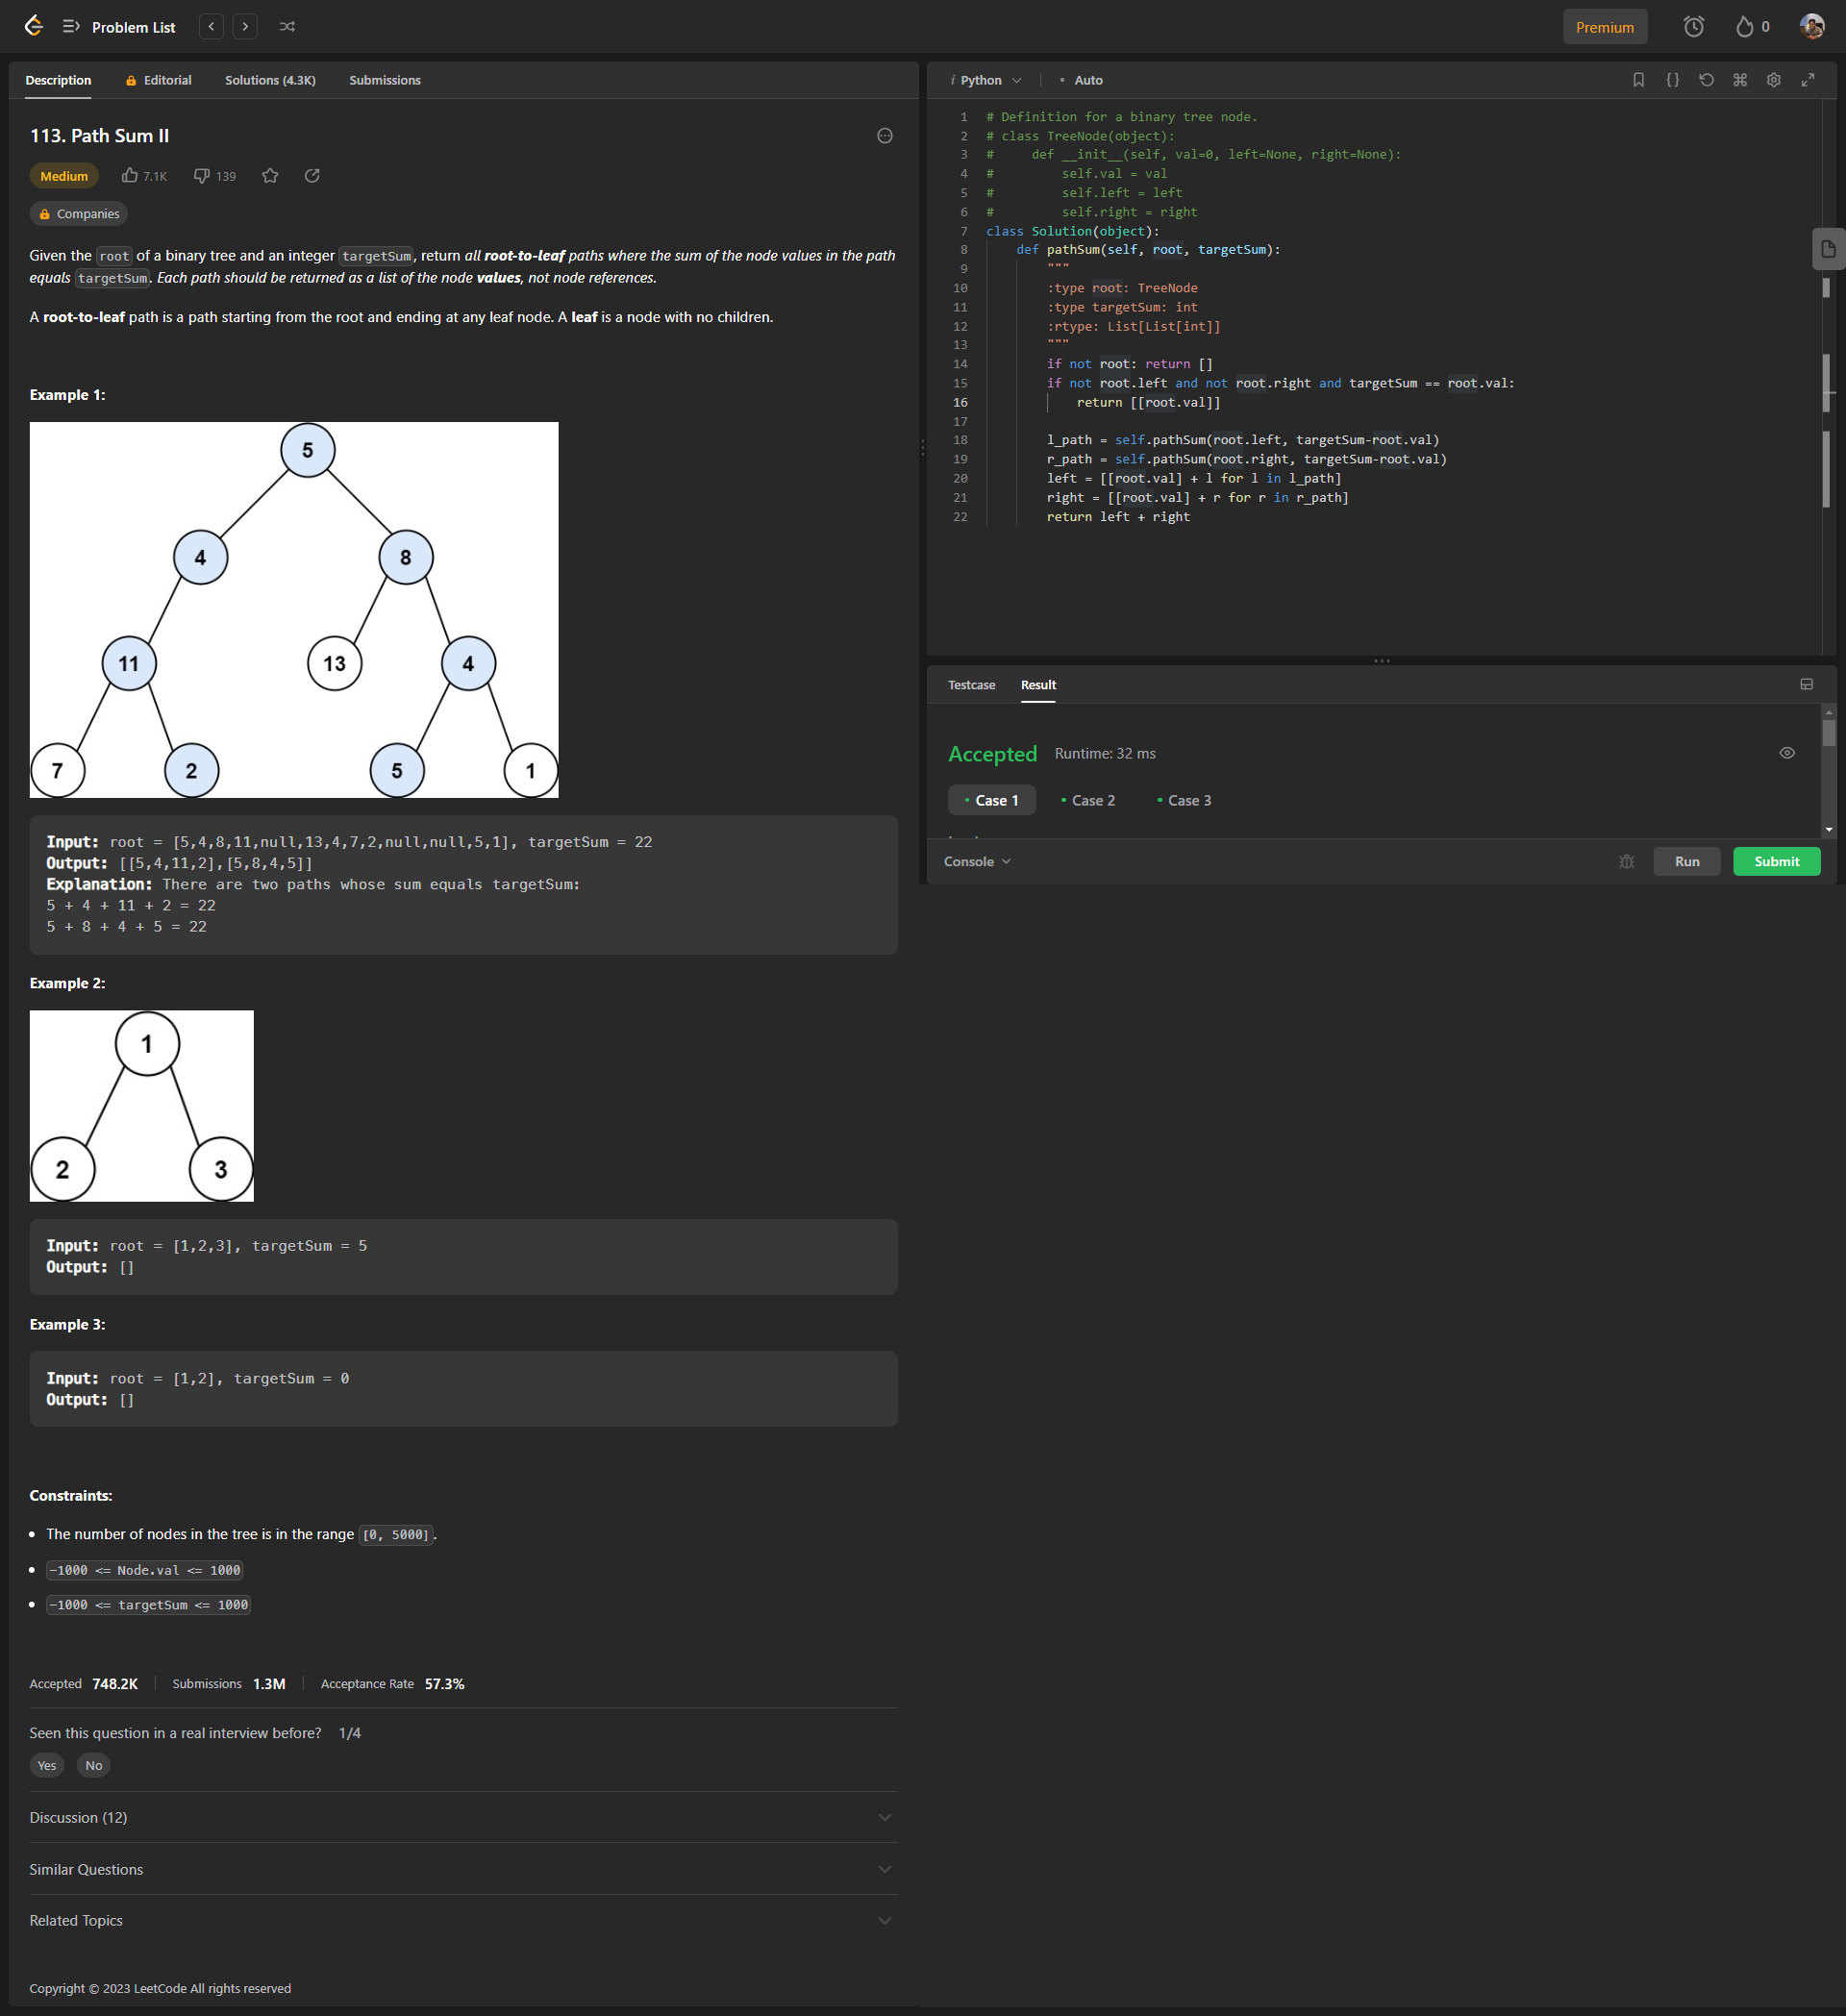 Problem List
Premium
0
Description
Editorial
Solutions (4.3K)
Submissions
113. Path Sum II
Medium
7.1K
139
Companies
Given the root of a binary tree and an integer targetSum, return all root-to-leaf paths where the sum of the node values in the path
equals targetSum. Each path should be returned as a list of the node values, not node references.
A root-to-leaf path is a path starting from the root and ending at any leaf node. A leaf is a node with no children.
Example 1:
5
4
8
11
13
4
7
2
5
1
Input: root = [5,4,8,11,null,13,4,7,2,null,null,5,1], targetSum = 22
Output: [[5,4,11,2],[5,8,4,5]]
Explanation: There are two paths whose sum equals targetSum:
5 + 4 + 11 + 2 = 22
5 + 8 + 4 + 5 = 22
Example 2:
1
2
3
Input: root = [1,2,3], targetSum = 5
Output: []
Example 3:
Input: root = [1,2], targetSum = 0
Output: []
Constraints:
• The number of nodes in the tree is in the range [0, 5000].
• -1000 <= Node.val <= 1000
• -1000 <= targetSum <= 1000
Accepted 748.2K
Submissions 1.3M
Acceptance Rate 57.3%
Seen this question in a real interview before? 1/4
Yes
No
Discussion (12)
Similar Questions
Related Topics
Copyright © 2023 LeetCode All rights reserved
i Python
• Auto
1 # Definition for a binary tree node.
2 # class TreeNode(object):
3 #     def __init__(self, val=0, left=None, right=None):
4 #         self.val = val
5 #         self.left = left
6 #         self.right = right
7 class Solution(object):
8     def pathSum(self, root, targetSum):
9         """
10         :type root: TreeNode
11         :type targetSum: int
12         :rtype: List[List[int]]
13         """
14         if not root: return []
15         if not root.left and not root.right and targetSum == root.val:
16             return [[root.val]]
17
18         l_path = self.pathSum(root.left, targetSum-root.val)
19         r_path = self.pathSum(root.right, targetSum-root.val)
20         left = [[root.val] + l for l in l_path]
21         right = [[root.val] + r for r in r_path]
22         return left + right
Testcase
Result
Accepted
Runtime: 32 ms
• Case 1
• Case 2
• Case 3
Console
Run
Submit